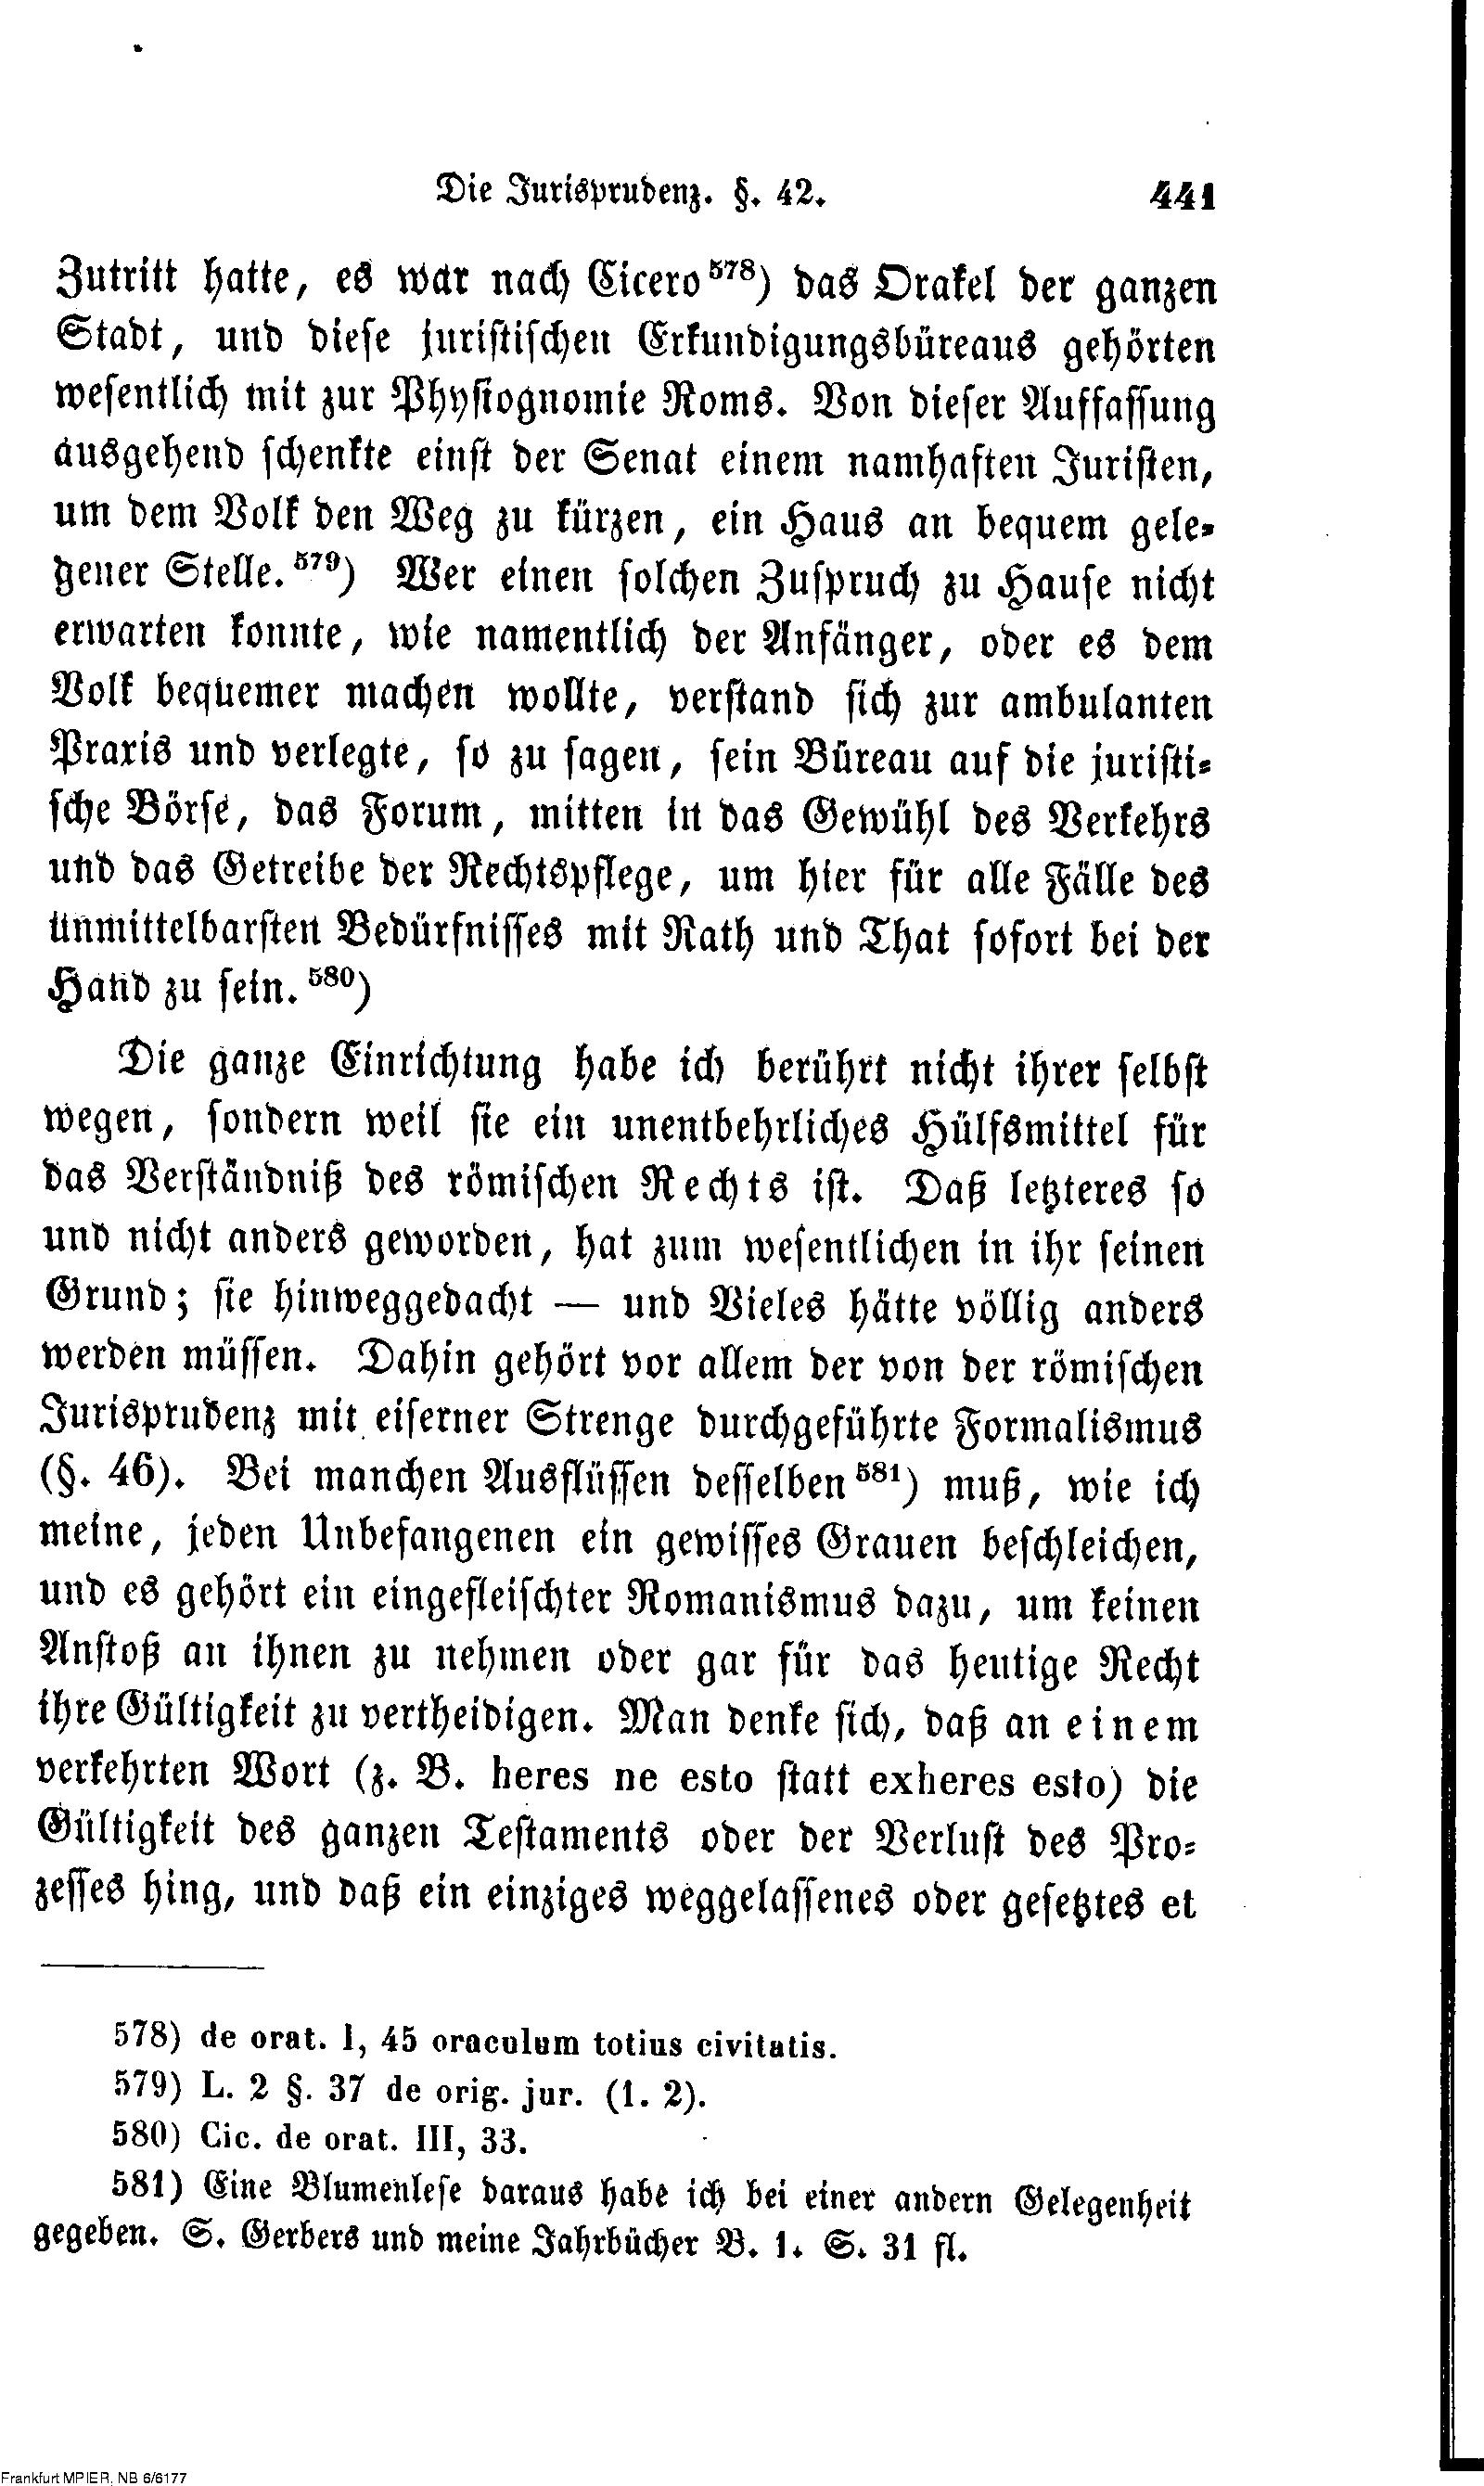 Die Jurisprudenz. §. 42. 441
Zutritt hatte, es war nach Cicero⁵⁷⁸) das Orakel der ganzen
Stadt, und diese juristischen Erkundigungsbüreaus gehörten
wesentlich mit zur Physiognomie Roms. Von dieser Auffassung
ausgehend schenkte einst der Senat einem namhaften Juristen,
um dem Volk den Weg zu kürzen, ein Haus an bequem gele-
gener Stelle.⁵⁷⁹) Wer einen solchen Zuspruch zu Hause nicht
erwarten konnte, wie namentlich der Anfänger, oder es dem
Volk bequemer machen wollte, verstand sich zur ambulanten
Praxis und verlegte, so zu sagen, sein Büreau auf die juristi-
sche Börse, das Forum, mitten in das Gewühl des Verkehrs
und das Getreibe der Rechtspflege, um hier für alle Fälle des
unmittelbarsten Bedürfnisses mit Rath und That sofort bei der
Hand zu sein.⁵⁸⁰)
Die ganze Einrichtung habe ich berührt nicht ihrer selbst
wegen, sondern weil sie ein unentbehrliches Hülfsmittel für
das Verständniß des römischen Rechts ist. Daß letzteres so
und nicht anders geworden, hat zum wesentlichen in ihr seinen
Grund; sie hinweggedacht — und Vieles hätte völlig anders
werden müssen. Dahin gehört vor allem der von der römischen
Jurisprudenz mit eiserner Strenge durchgeführte Formalismus
(§. 46). Bei manchen Ausflüssen desselben⁵⁸¹) muß, wie ich
meine, jeden Unbefangenen ein gewisses Grauen beschleichen,
und es gehört ein eingefleischter Romanismus dazu, um keinen
Anstoß an ihnen zu nehmen oder gar für das heutige Recht
ihre Gültigkeit zu vertheidigen. Man denke sich, daß an einem
verkehrten Wort (z. B. heres ne esto statt exheres esto) die
Gültigkeit des ganzen Testaments oder der Verlust des Pro-
zesses hing, und daß ein einziges weggelassenes oder gesetztes et
578) de orat. I, 45 oraculum totius civitatis.
579) L. 2 §. 37 de orig. jur. (1. 2).
580) Cic. de orat. III, 33.
581) Eine Blumenlese daraus habe ich bei einer andern Gelegenheit
gegeben. S. Gerbers und meine Jahrbücher B. 1. S. 31 fl.
Frankfurt MPIER, NB 6/6177